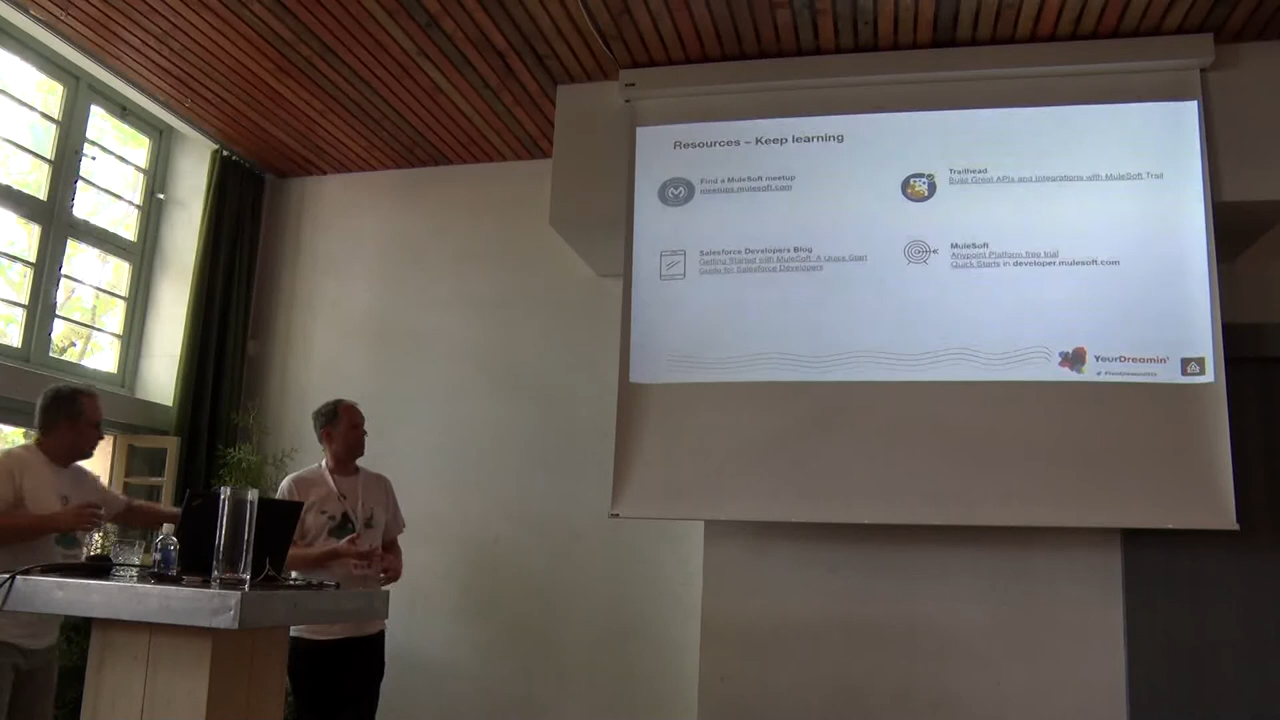 Resources – Keep learning
Find a MuleSoft meetup
meetups.mulesoft.com
Trailhead
Build Great APIs and Integrations with MuleSoft Trail
Salesforce Developers Blog
Getting Started with MuleSoft: A Quick Start
Guide for Salesforce Developers
MuleSoft
Anypoint Platform free trial
Quick Starts in developer.mulesoft.com
YourDreamin'